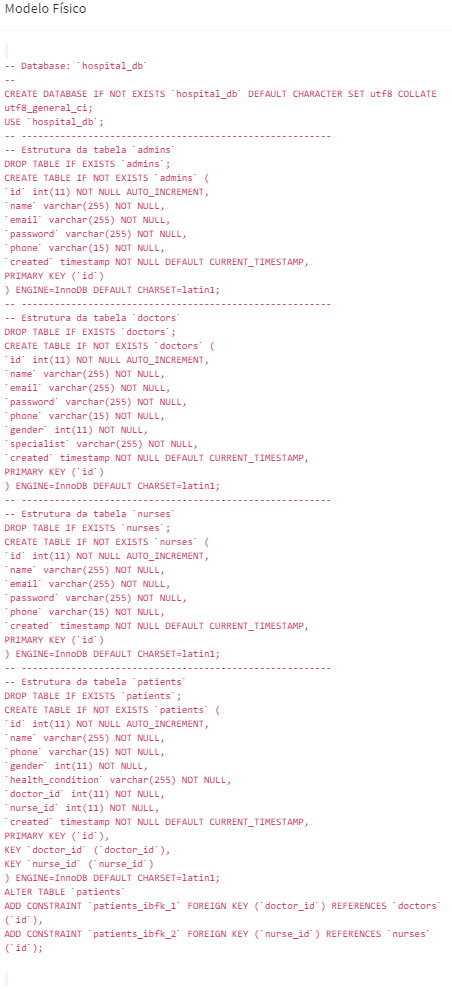 Modelo Físico
-- Database: `hospital_db`
--
CREATE DATABASE IF NOT EXISTS `hospital_db` DEFAULT CHARACTER SET utf8 COLLATE
utf8_general_ci;
USE `hospital_db`;
-- --------------------------------------------------------
-- Estrutura da tabela `admins`
DROP TABLE IF EXISTS `admins`;
CREATE TABLE IF NOT EXISTS `admins` (
`id` int(11) NOT NULL AUTO_INCREMENT,
`name` varchar(255) NOT NULL,
`email` varchar(255) NOT NULL,
`password` varchar(255) NOT NULL,
`phone` varchar(15) NOT NULL,
`created` timestamp NOT NULL DEFAULT CURRENT_TIMESTAMP,
PRIMARY KEY (`id`)
) ENGINE=InnoDB DEFAULT CHARSET=latin1;
-- --------------------------------------------------------
-- Estrutura da tabela `doctors`
DROP TABLE IF EXISTS `doctors`;
CREATE TABLE IF NOT EXISTS `doctors` (
`id` int(11) NOT NULL AUTO_INCREMENT,
`name` varchar(255) NOT NULL,
`email` varchar(255) NOT NULL,
`password` varchar(255) NOT NULL,
`phone` varchar(15) NOT NULL,
`gender` int(11) NOT NULL,
`specialist` varchar(255) NOT NULL,
`created` timestamp NOT NULL DEFAULT CURRENT_TIMESTAMP,
PRIMARY KEY (`id`)
) ENGINE=InnoDB DEFAULT CHARSET=latin1;
-- --------------------------------------------------------
-- Estrutura da tabela `nurses`
DROP TABLE IF EXISTS `nurses`;
CREATE TABLE IF NOT EXISTS `nurses` (
`id` int(11) NOT NULL AUTO_INCREMENT,
`name` varchar(255) NOT NULL,
`email` varchar(255) NOT NULL,
`password` varchar(255) NOT NULL,
`phone` varchar(15) NOT NULL,
`created` timestamp NOT NULL DEFAULT CURRENT_TIMESTAMP,
PRIMARY KEY (`id`)
) ENGINE=InnoDB DEFAULT CHARSET=latin1;
-- --------------------------------------------------------
-- Estrutura da tabela `patients`
DROP TABLE IF EXISTS `patients`;
CREATE TABLE IF NOT EXISTS `patients` (
`id` int(11) NOT NULL AUTO_INCREMENT,
`name` varchar(255) NOT NULL,
`phone` varchar(15) NOT NULL,
`gender` int(11) NOT NULL,
`health_condition` varchar(255) NOT NULL,
`doctor_id` int(11) NOT NULL,
`nurse_id` int(11) NOT NULL,
`created` timestamp NOT NULL DEFAULT CURRENT_TIMESTAMP,
PRIMARY KEY (`id`),
KEY `doctor_id` (`doctor_id`),
KEY `nurse_id` (`nurse_id`)
) ENGINE=InnoDB DEFAULT CHARSET=latin1;
ALTER TABLE `patients`
ADD CONSTRAINT `patients_ibfk_1` FOREIGN KEY (`doctor_id`) REFERENCES `doctors`
(`id`),
ADD CONSTRAINT `patients_ibfk_2` FOREIGN KEY (`nurse_id`) REFERENCES `nurses`
(`id`);